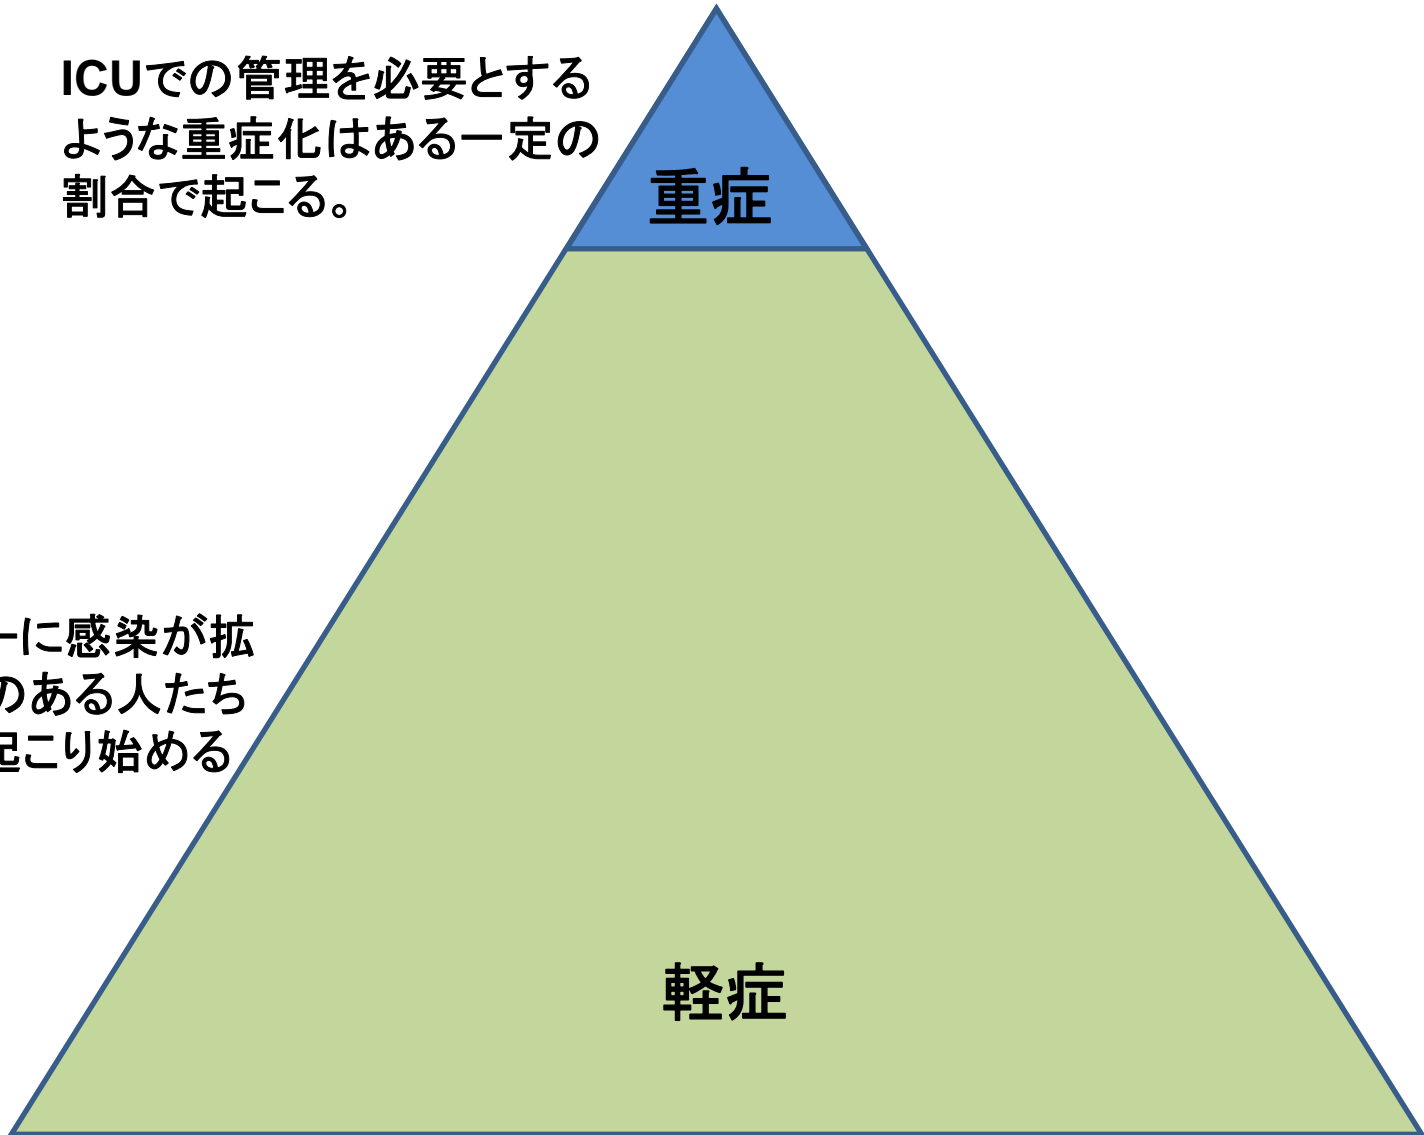 ICUでの管理を必要とする
ような重症化はある一定の
割合で起こる。
重症
ーに感染が拡
のある人たち
起こり始める
軽症